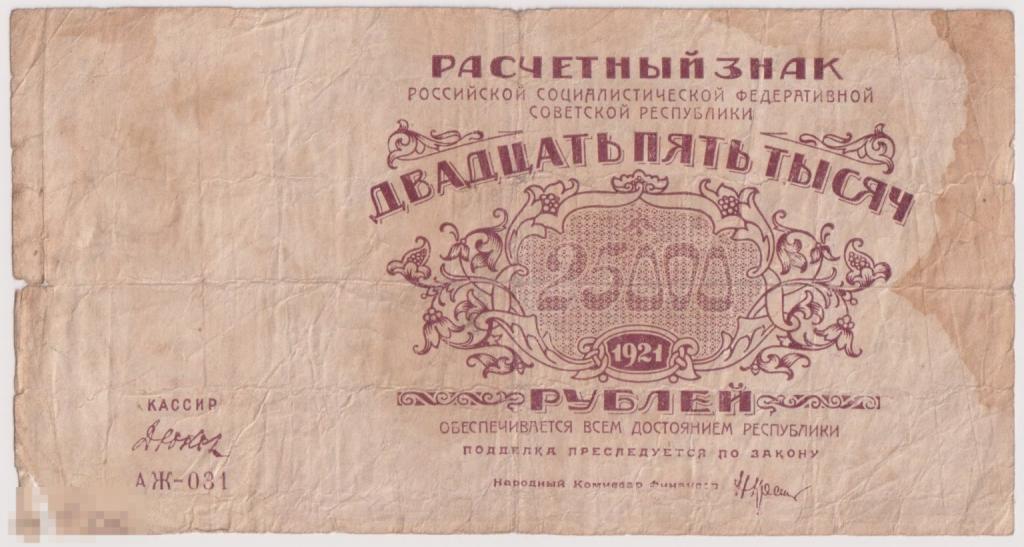 РАСЧЕТНЫЙ ЗНАК
РОССИЙСКОЙ СОЦИАЛИСТИЧЕСКОЙ ФЕДЕРАТИВНОЙ
СОВЕТСКОЙ РЕСПУБЛИКИ
ДВАДЦАТЬ ПЯТЬ ТЫСЯЧ
25000
1921
РУБЛЕЙ
ОБЕСПЕЧИВАЕТСЯ ВСЕМ ДОСТОЯНИЕМ РЕСПУБЛИКИ
ПОДДЕЛКА ПРЕСЛЕДУЕТСЯ ПО ЗАКОНУ
Народный Комиссар Финансов
КАССИР
АЖ-031